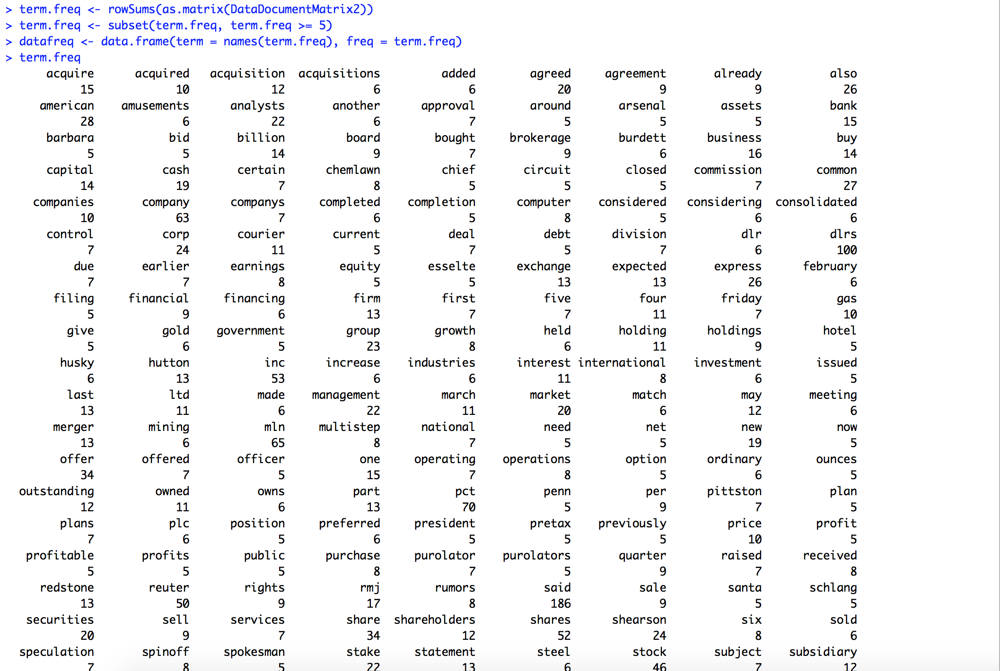 > term.freq <- rowSums(as.matrix(DataDocumentMatrix2))
> term.freq <- subset(term.freq, term.freq >= 5)
> datafreq <- data.frame(term = names(term.freq), freq = term.freq)
> term.freq
acquire acquired acquisition acquisitions added agreed agreement already also
15 10 12 6 6 20 9 9 26
american amusements analysts another approval around arsenal assets bank
28 6 22 6 7 5 5 5 15
barbara bid billion board bought brokerage burdett business buy
5 5 14 9 7 9 6 16 14
capital cash certain chemlawn chief circuit closed commission common
14 19 7 8 5 5 5 7 27
companies company companys completed completion computer considered considering consolidated
10 63 7 6 5 8 5 6 6
control corp courier current deal debt division dlr dlrs
7 24 11 5 7 5 7 6 100
due earlier earnings equity esselte exchange expected express february
7 7 8 5 5 13 13 26 6
filing financial financing firm first five four friday gas
5 9 6 13 7 7 11 7 10
give gold government group growth held holding holdings hotel
5 6 5 23 8 6 11 9 5
husky hutton inc increase industries interest international investment issued
6 13 53 6 6 11 8 6 5
last ltd made management march market match may meeting
13 11 6 22 11 20 6 12 6
merger mining mln multistep national need net new now
13 6 65 8 7 5 5 19 5
offer offered officer one operating operations option ordinary ounces
34 7 5 15 7 8 5 6 5
outstanding owned owns part pct penn per pittston plan
12 11 6 13 70 5 9 7 5
plans plc position preferred president pretax previously price profit
7 6 5 6 5 5 5 10 5
profitable profits public purchase purolator purolators quarter raised received
5 5 5 8 7 5 9 7 8
redstone reuter rights rmj rumors said sale santa schlang
13 50 9 17 8 186 9 5 5
securities sell services share shareholders shares shearson six sold
20 9 7 34 12 52 24 8 6
speculation spinoff spokesman stake statement steel stock subject subsidiary
7 8 5 22 13 6 46 7 12